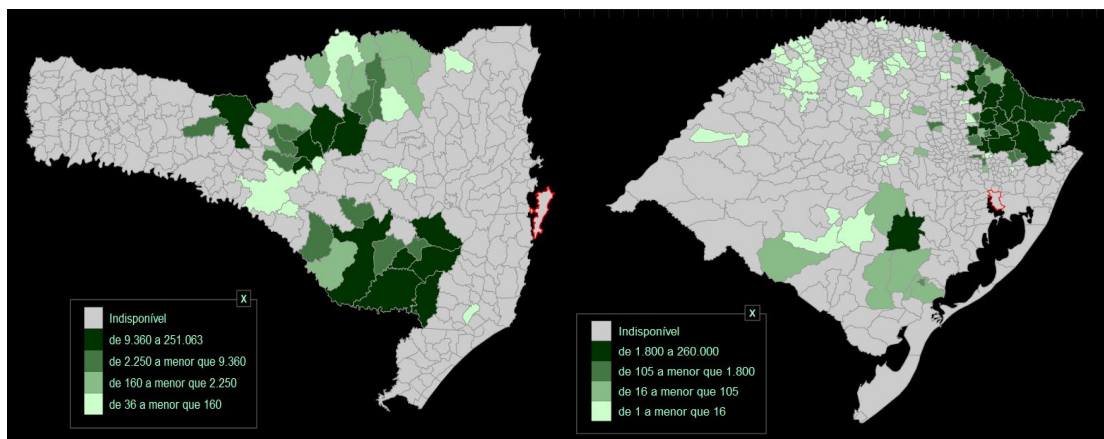 X
Indisponível
de 9.360 a 251.063
de 2.250 a menor que 9.360
de 160 a menor que 2.250
de 36 a menor que 160
X
Indisponível
de 1.800 a 260.000
de 105 a menor que 1.800
de 16 a menor que 105
de 1 a menor que 16